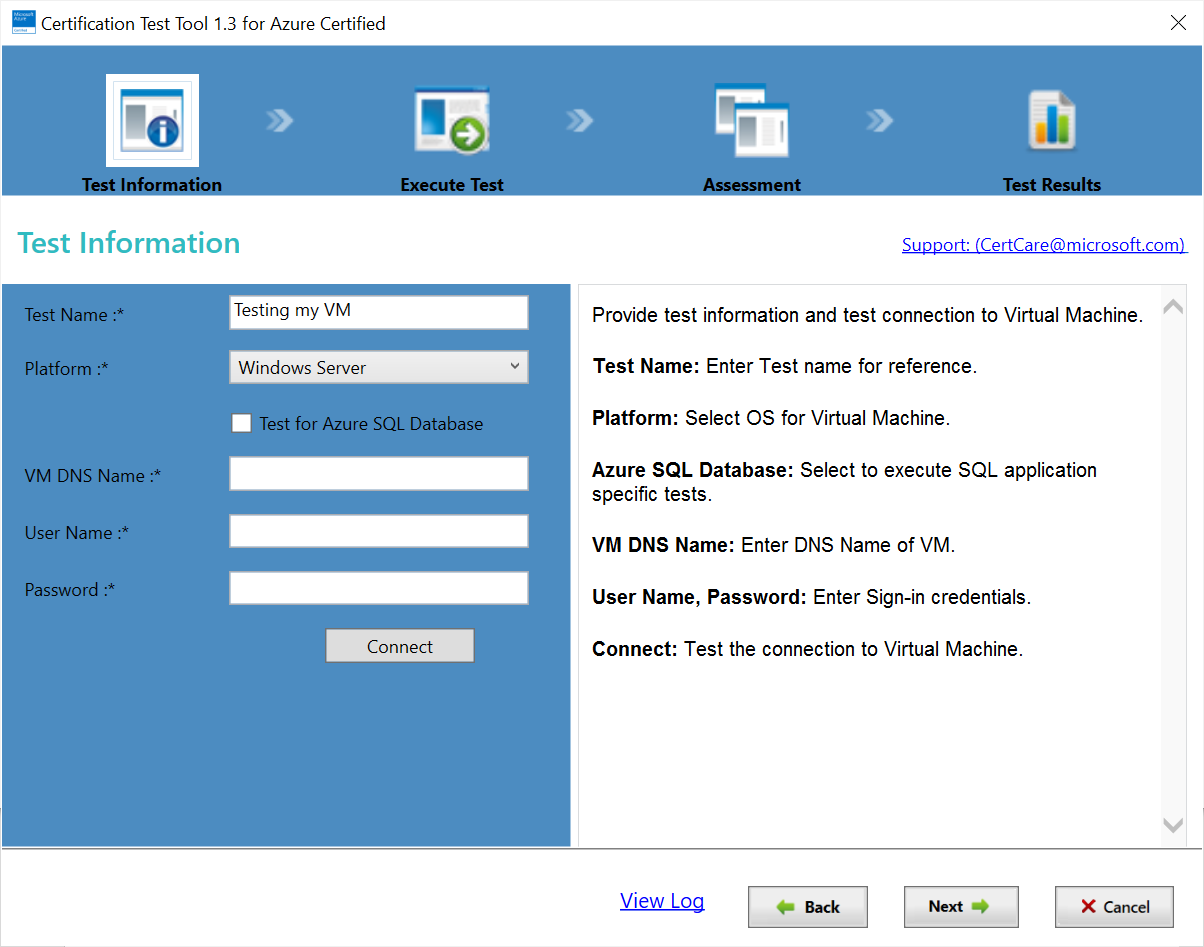 Microsoft
Azure
Certified
Certification Test Tool 1.3 for Azure Certified
Test Information
Execute Test
Assessment
Test Results
Test Information
Support: (CertCare@microsoft.com)
Test Name :*
Testing my VM
Platform :*
Windows Server
Test for Azure SQL Database
VM DNS Name :*
User Name :*
Password :*
Connect
Provide test information and test connection to Virtual Machine.
Test Name: Enter Test name for reference.
Platform: Select OS for Virtual Machine.
Azure SQL Database: Select to execute SQL application
specific tests.
VM DNS Name: Enter DNS Name of VM.
User Name, Password: Enter Sign-in credentials.
Connect: Test the connection to Virtual Machine.
View Log
Back
Next
Cancel